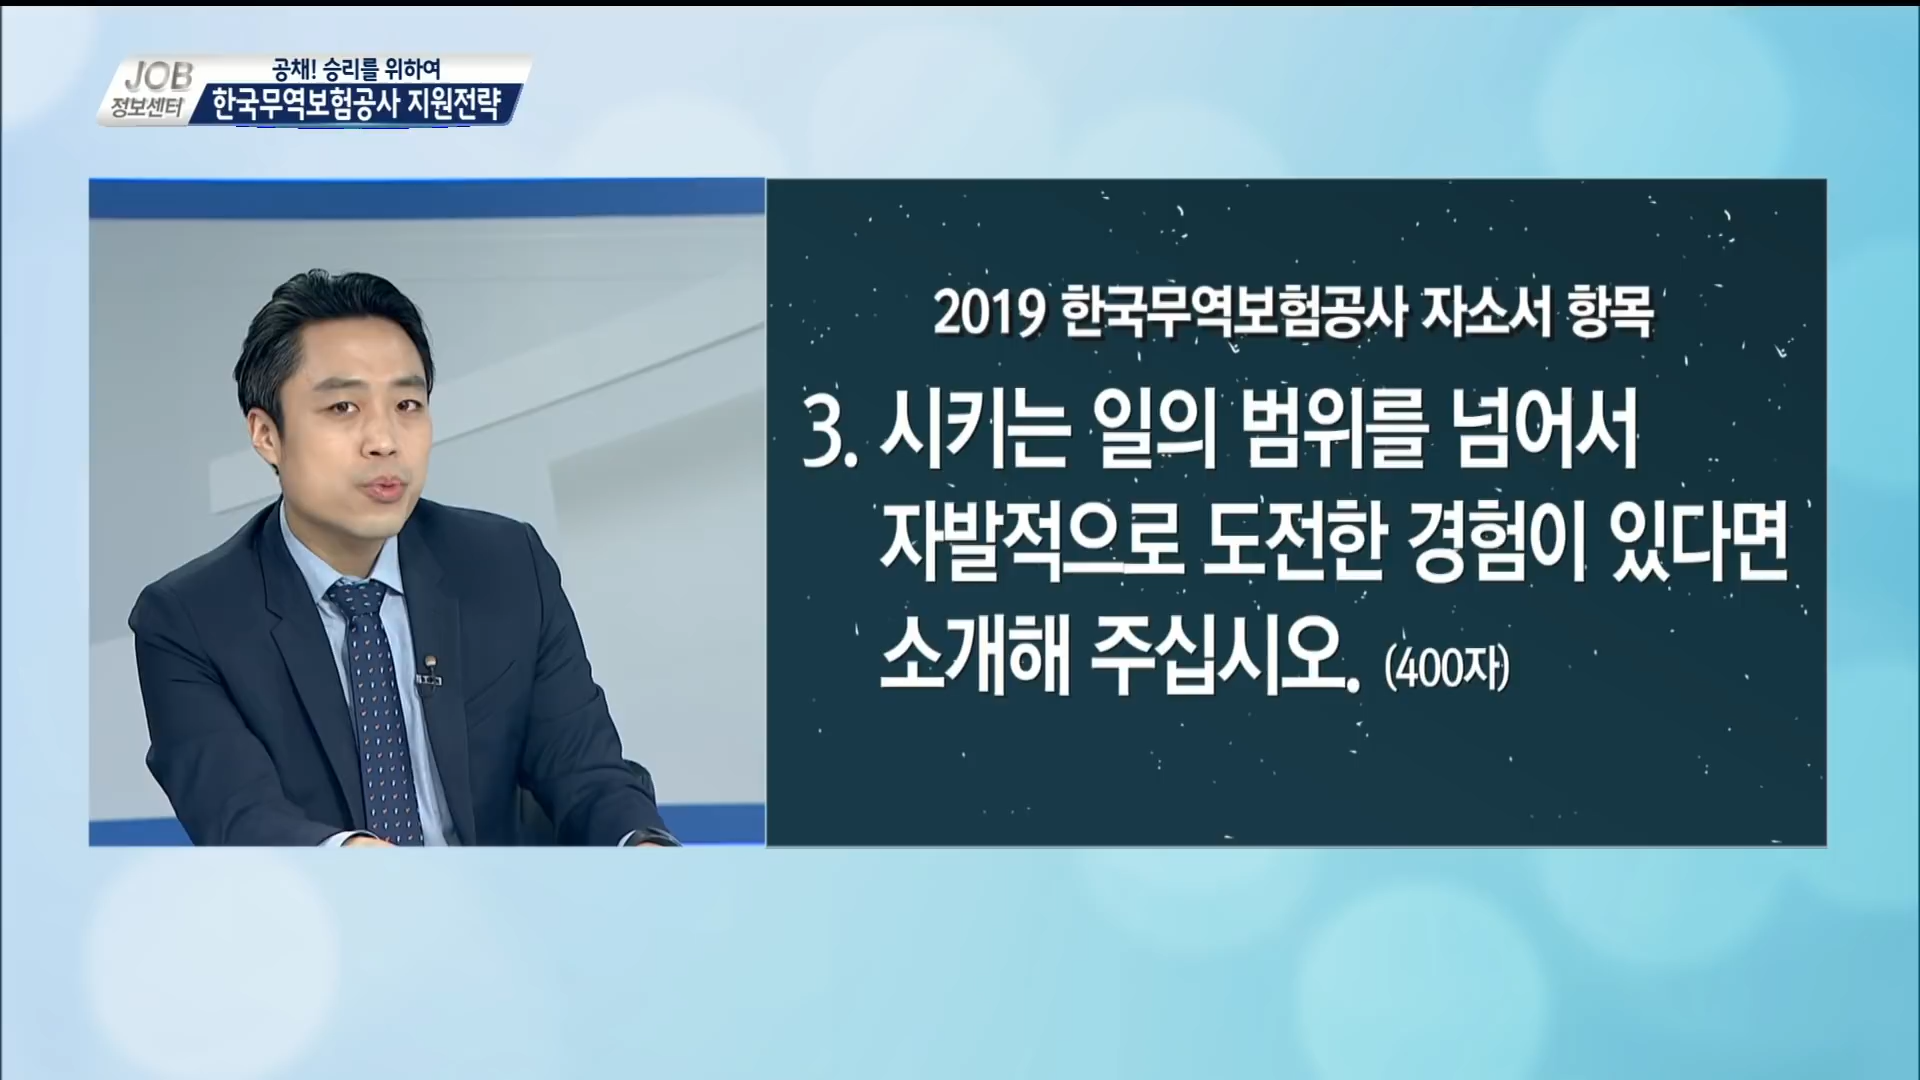 JOB
정보센터
공채! 승리를 위하여
한국무역보험공사 지원전략
2019 한국무역보험공사 자소서 항목
3. 시키는 일의 범위를 넘어서
자발적으로 도전한 경험이 있다면
소개해 주십시오. (400자)